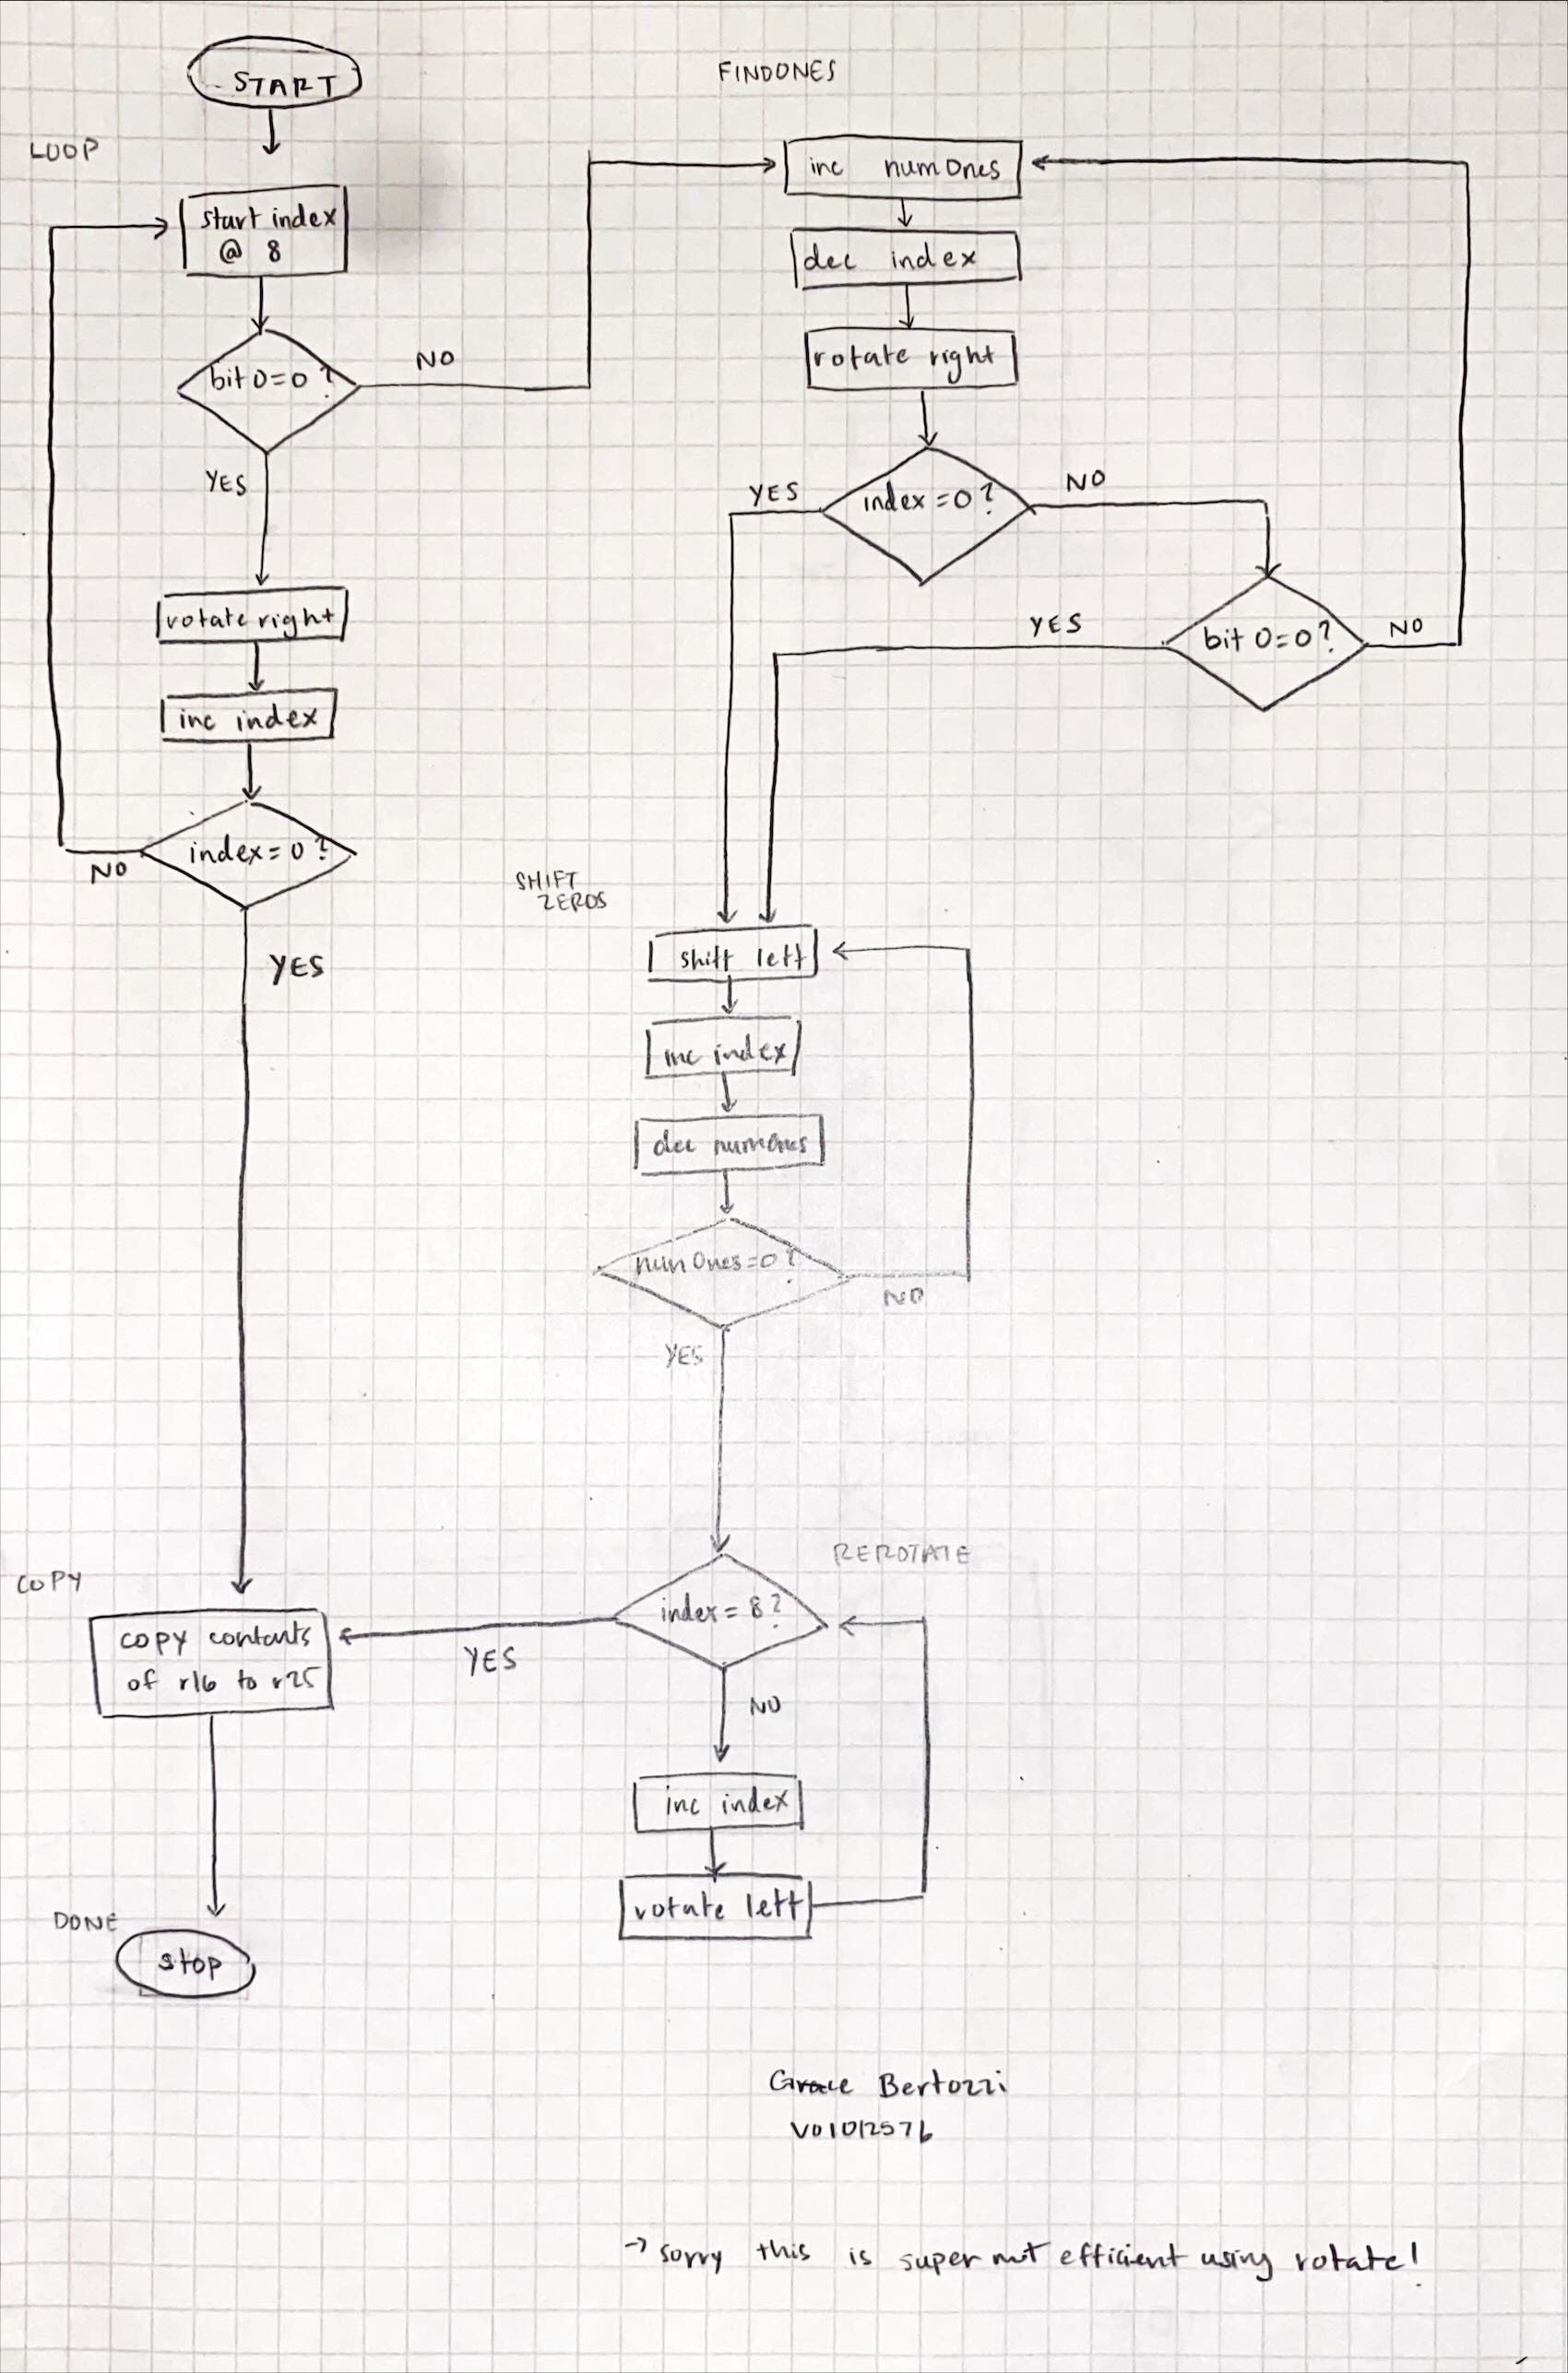 START
LOOP
start index
@ 8
bit 0=0?
NO
YES
rotate right
inc index
index=0?
NO
YES
FINDONES
inc numOnes
dec index
rotate right
index=0?
YES
NO
bit 0=0?
YES
NO
SHIFT
ZEROS
shift left
inc index
dec numOnes
numOnes=0?
NO
YES
REROTATE
index=8?
YES
NO
inc index
rotate left
COPY
copy contents
of r16 to r25
DONE
stop
Grace Bertozzi
V01012576
→ sorry this is super not efficient using rotate!